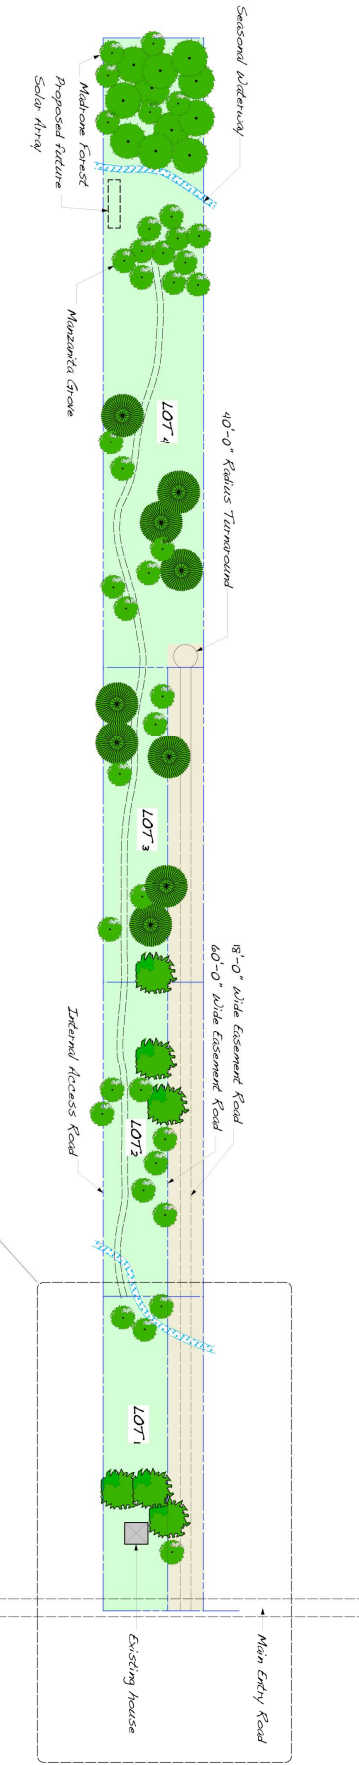 Seasonal Waterway
Madrone Forest
Proposed future
Solar Array
Manzanita Grove
LOT 4
40'-0" Radius Turnaround
LOT 3
18'-0" Wide Easement Road
60'-0" Wide Easement Road
Internal Access Road
LOT 2
LOT 1
Existing house
Main Entry Road